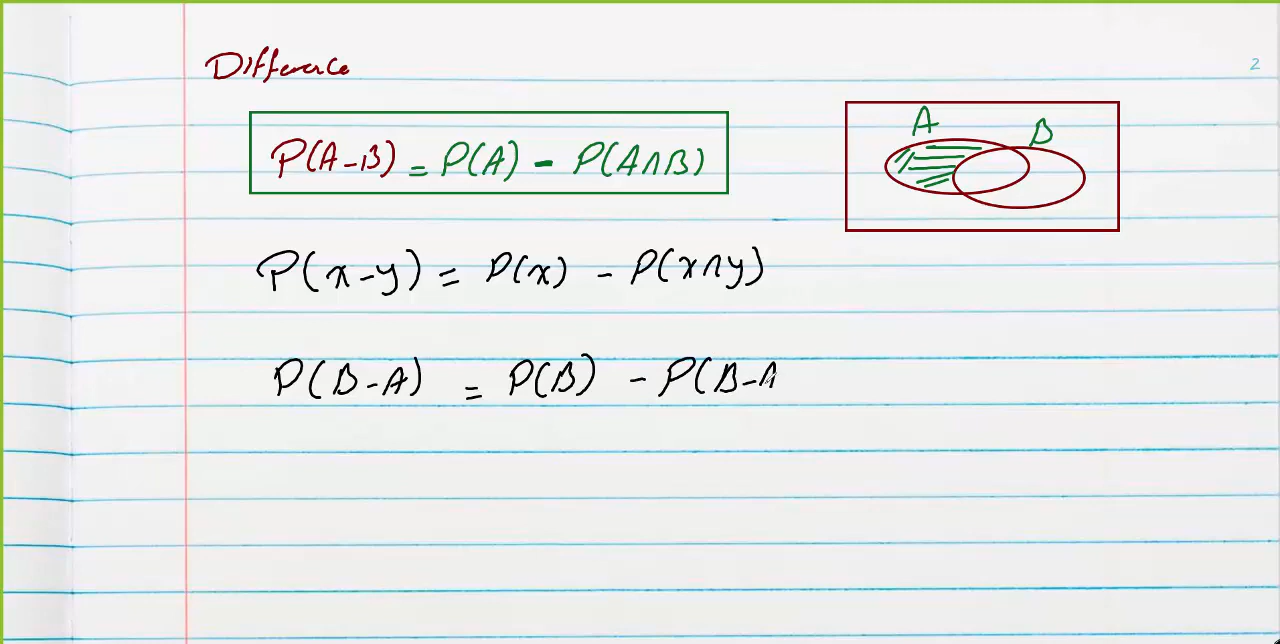 Difference
2
P(A-B) = P(A) - P(A∩B)
A
B
P(x-y) = P(x) - P(x∩y)
P(B-A) = P(B) - P(B-A